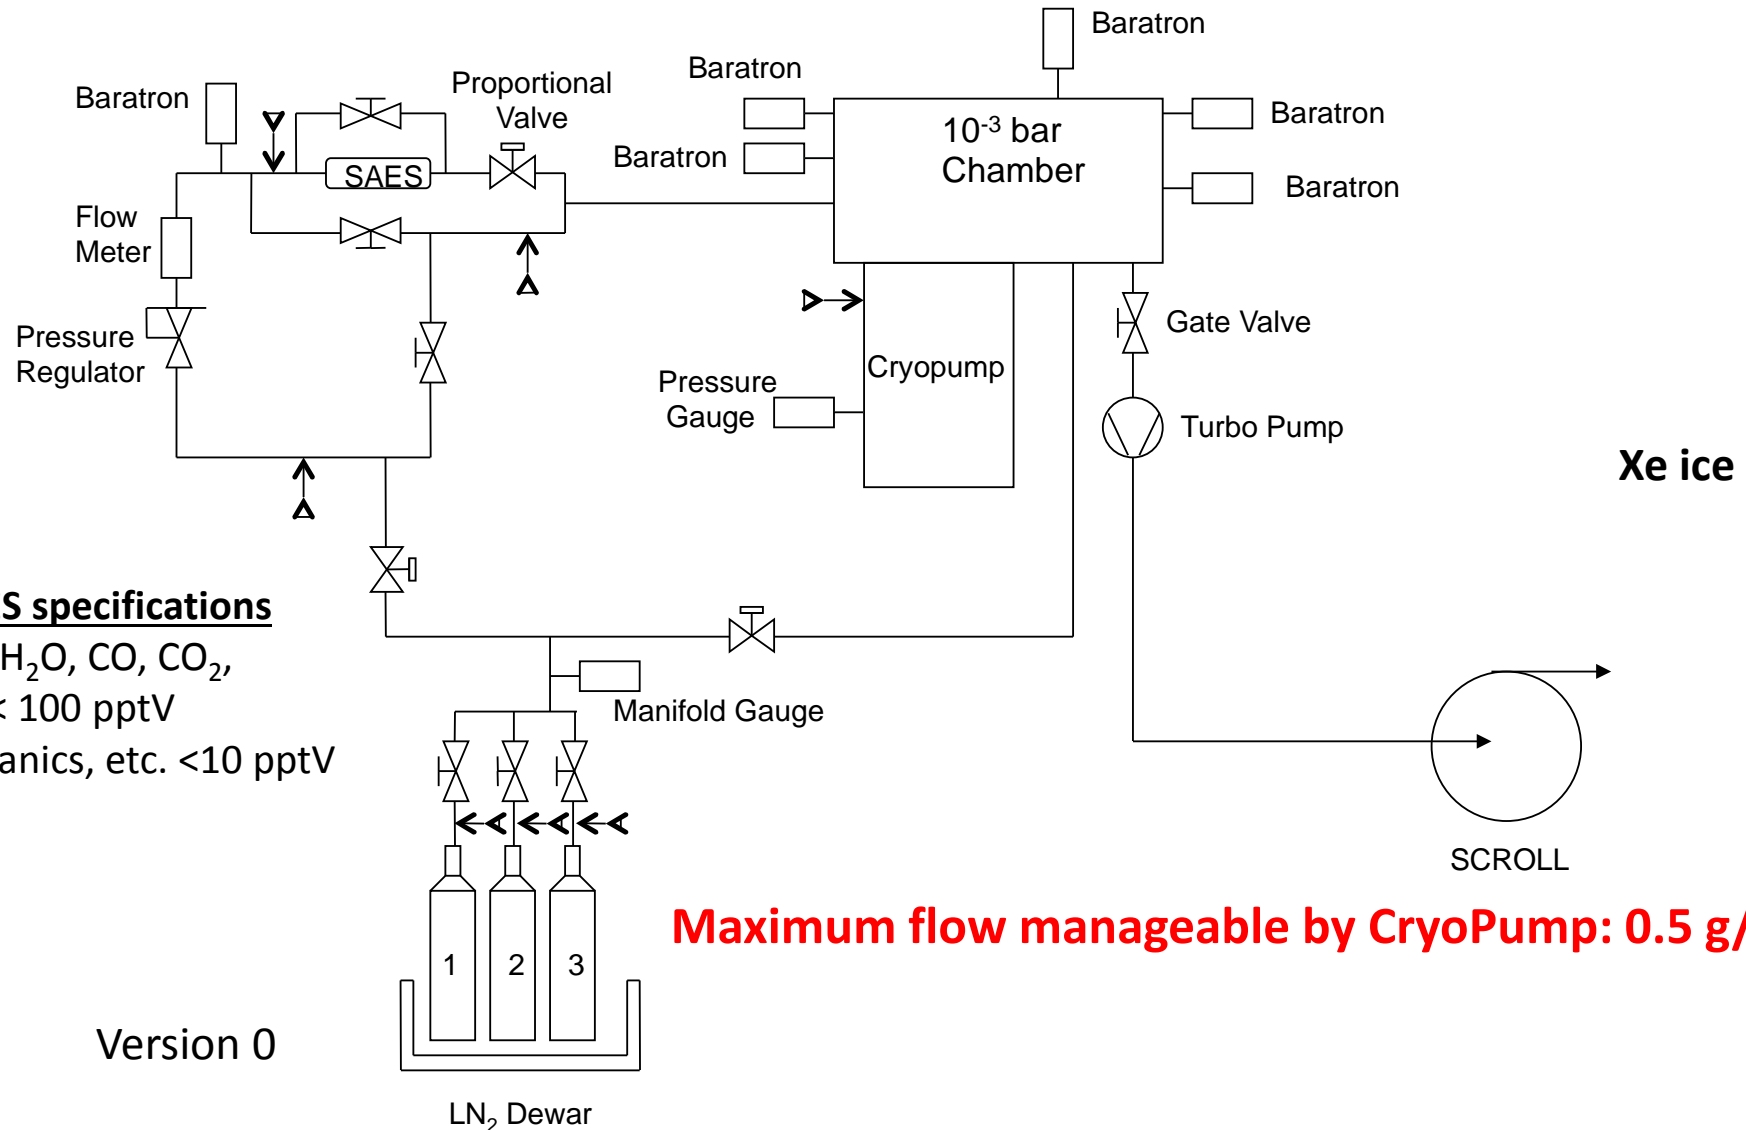 Baratron
Baratron
Proportional
Valve
Baratron
Baratron
10-3 bar
Chamber
SAES
Baratron
Baratron
Flow
Meter
Pressure
Regulator
Gate Valve
Cryopump
Pressure
Gauge
Turbo Pump
Xe ice
S specifications
H2O, CO, CO2,
< 100 pptV
anics, etc. <10 pptV
Manifold Gauge
SCROLL
Maximum flow manageable by CryoPump: 0.5 g/
1 2 3
Version 0
LN2 Dewar